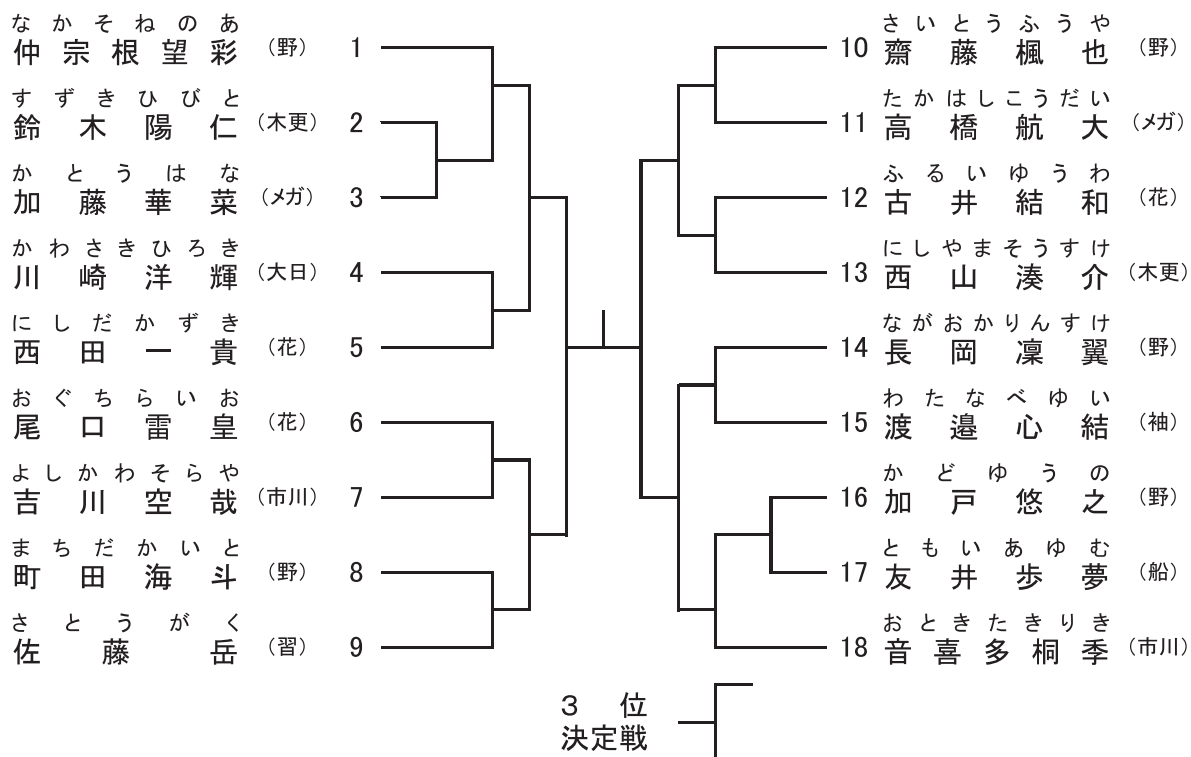 なかそねのあ
仲宗根望彩 (野) 1
すずきひびと
鈴木陽仁 (木更) 2
かとうはな
加藤華菜 (メガ) 3
かわさきひろき
川崎洋輝 (大日) 4
にしだかずき
西田一貴 (花) 5
おぐちらいお
尾口雷皇 (花) 6
よしかわそらや
吉川空哉 (市川) 7
まちだかいと
町田海斗 (野) 8
さとうがく
佐藤岳 (習) 9
さいとうふうや
10 齋藤楓也 (野)
たかはしこうだい
11 高橋航大 (メガ)
ふるいゆうわ
12 古井結和 (花)
にしやまそうすけ
13 西山湊介 (木更)
ながおかりんすけ
14 長岡凜翼 (野)
わたなべゆい
15 渡邉心結 (袖)
かどゆうの
16 加戸悠之 (野)
ともいあゆむ
17 友井歩夢 (船)
おときたきりき
18 音喜多桐季 (市川)
3位
決定戦